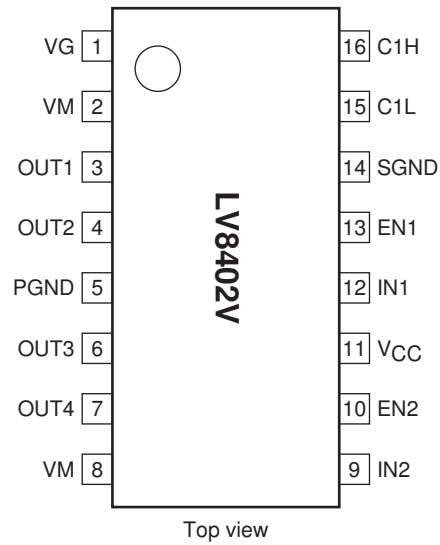 VG 1 16 C1H
VM 2 15 C1L
OUT1 3 14 SGND
OUT2 4 13 EN1
PGND 5 12 IN1
OUT3 6 11 VCC
OUT4 7 10 EN2
VM 8 9 IN2
LV8402V
Top view